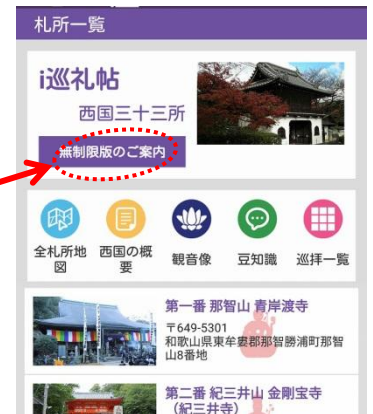 札所一覧
i巡礼帖
西国三十三所
無制限版のご案内
全札所地
図
西国の概
要
観音像
豆知識
巡拝一覧
第一番 那智山 青岸渡寺
〒649-5301
和歌山県東牟婁郡那智勝浦町那智
山8番地
第二番 紀三井山 金剛宝寺
（紀三井寺）